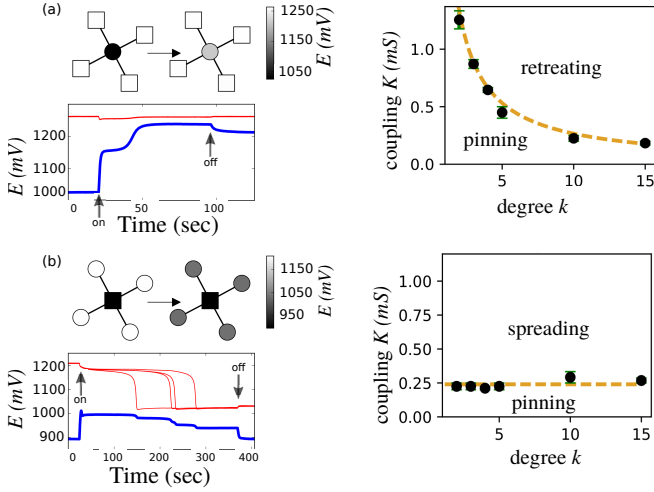 (a)
1250
1150
1030
E (mV)
1200
1100
1000
E (mV)
on
off
0
50
100
Time (sec)
1.0
0.5
0.0
coupling K (mS)
retreating
pinning
5
10
15
degree k
(b)
1150
1050
950
E (mV)
1200
1100
1000
900
E (mV)
on
off
0
100
200
300
400
Time (sec)
1.00
0.75
0.50
0.25
0.00
coupling K (mS)
spreading
pinning
5
10
15
degree k